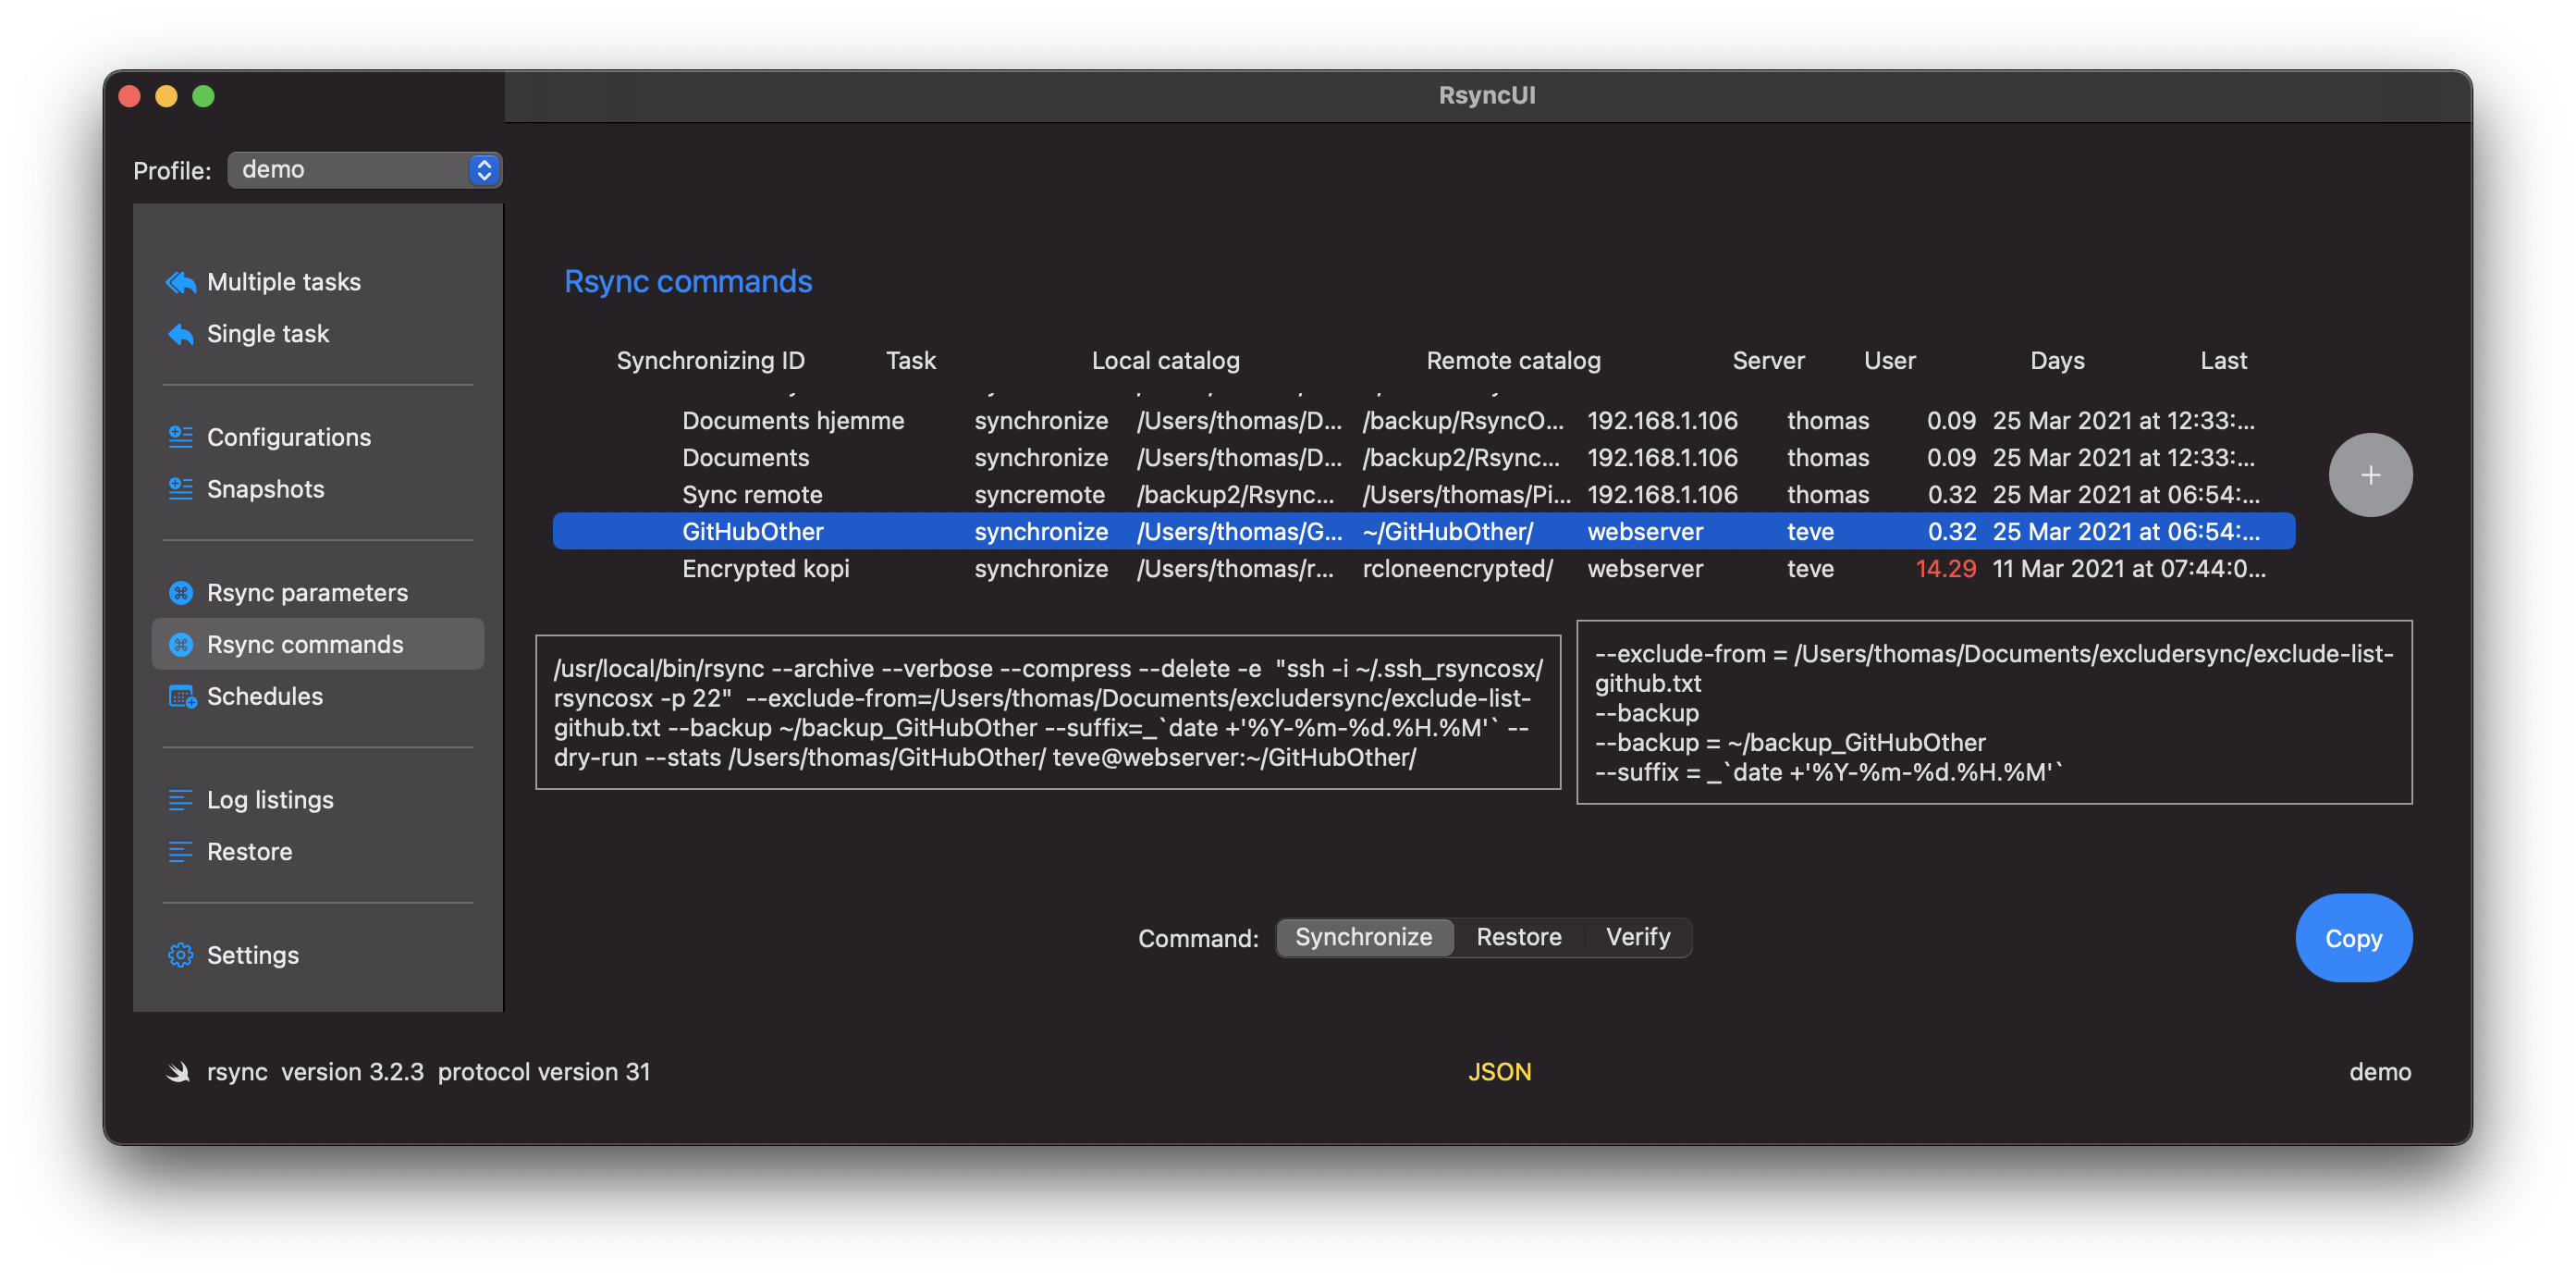 RsyncUI
Profile: demo
Multiple tasks
Single task
Configurations
Snapshots
Rsync parameters
Rsync commands
Schedules
Log listings
Restore
Settings
Rsync commands
Synchronizing ID Task Local catalog Remote catalog Server User Days Last
Documents hjemme synchronize /Users/thomas/D... /backup/RsyncO... 192.168.1.106 thomas 0.09 25 Mar 2021 at 12:33:...
Documents synchronize /Users/thomas/D... /backup2/Rsync... 192.168.1.106 thomas 0.09 25 Mar 2021 at 12:33:...
Sync remote syncremote /backup2/Rsync... /Users/thomas/Pi... 192.168.1.106 thomas 0.32 25 Mar 2021 at 06:54:...
GitHubOther synchronize /Users/thomas/G... ~/GitHubOther/ webserver teve 0.32 25 Mar 2021 at 06:54:...
Encrypted kopi synchronize /Users/thomas/r... rcloneencrypted/ webserver teve 14.29 11 Mar 2021 at 07:44:0...
+
/usr/local/bin/rsync --archive --verbose --compress --delete -e  "ssh -i ~/.ssh_rsyncosx/
rsyncosx -p 22"  --exclude-from=/Users/thomas/Documents/excludersync/exclude-list-
github.txt --backup ~/backup_GitHubOther --suffix=_`date +'%Y-%m-%d.%H.%M'` --
dry-run --stats /Users/thomas/GitHubOther/ teve@webserver:~/GitHubOther/
--exclude-from = /Users/thomas/Documents/excludersync/exclude-list-
github.txt
--backup
--backup = ~/backup_GitHubOther
--suffix = _`date +'%Y-%m-%d.%H.%M'`
Command: Synchronize Restore Verify
Copy
rsync  version 3.2.3  protocol version 31
JSON
demo